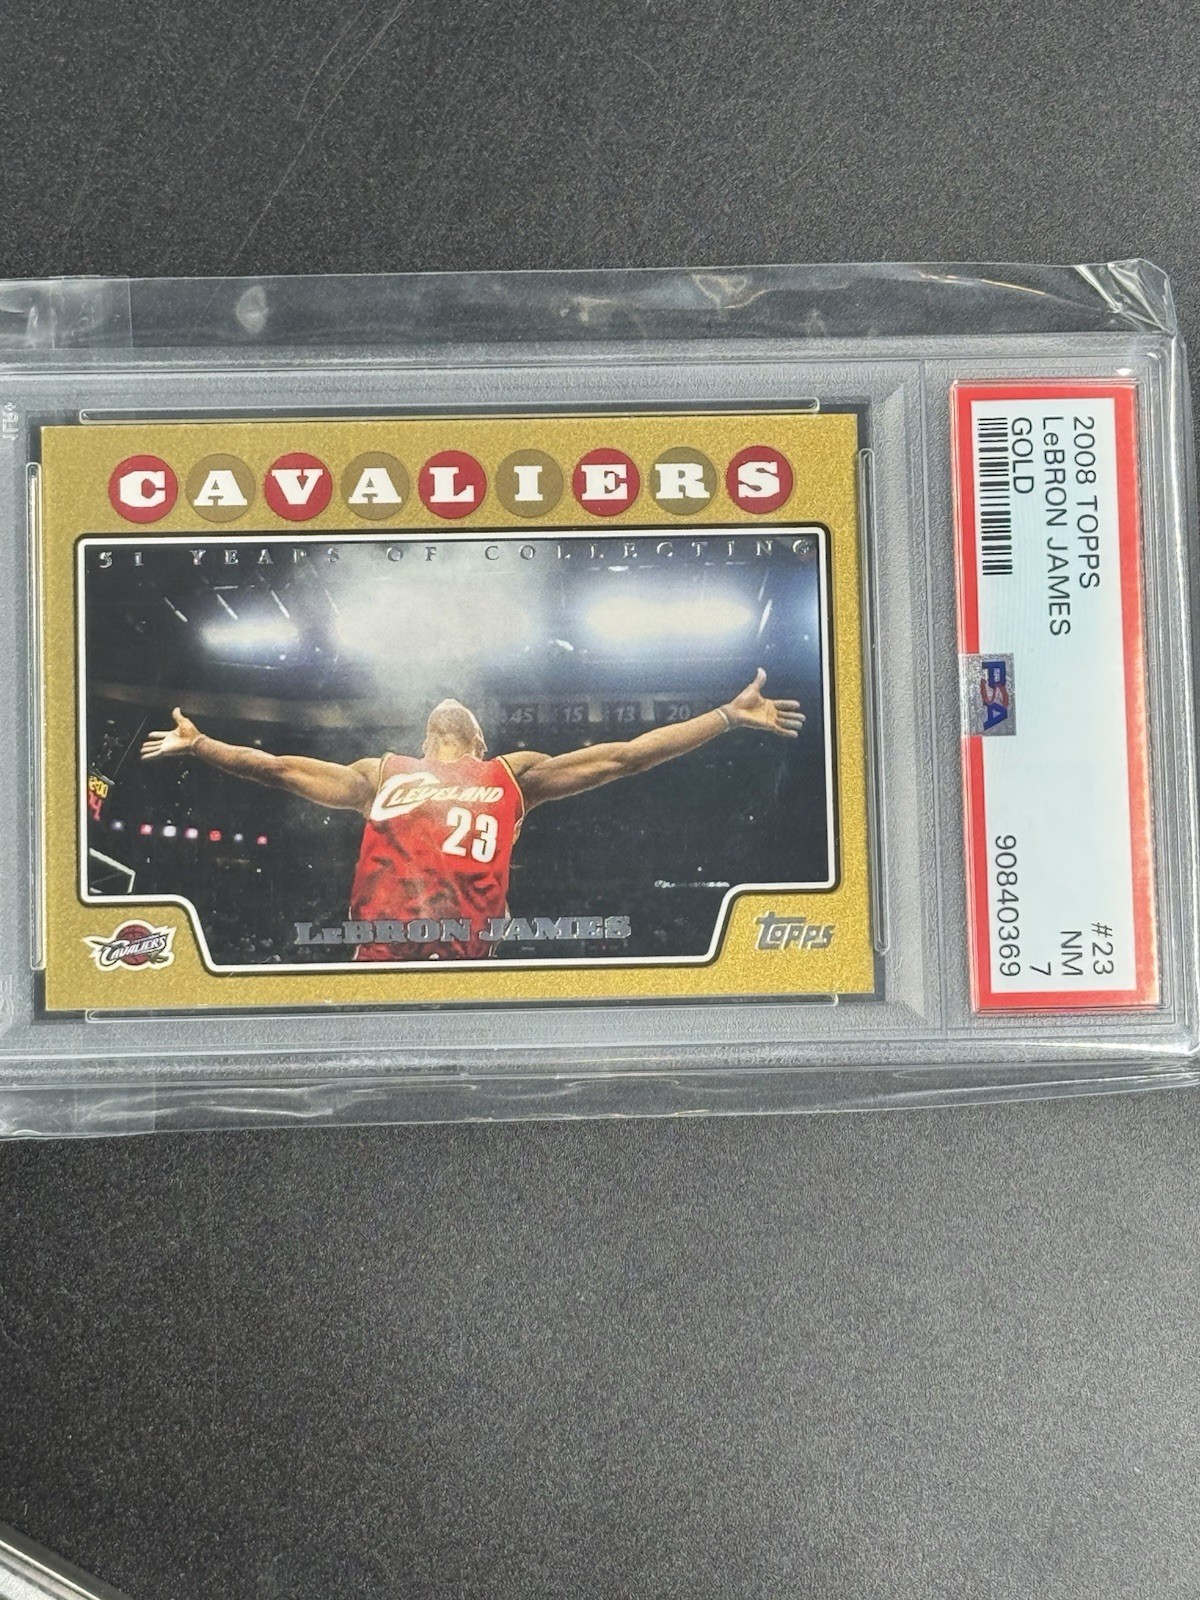 CAVALIERS
51 YEARS OF COLLECTING
45 15 13 20
CLEVELAND
23
LeBRON JAMES
CAVALIERS
topps
2008 TOPPS #23
LeBRON JAMES NM
GOLD 7
PSA
90840369